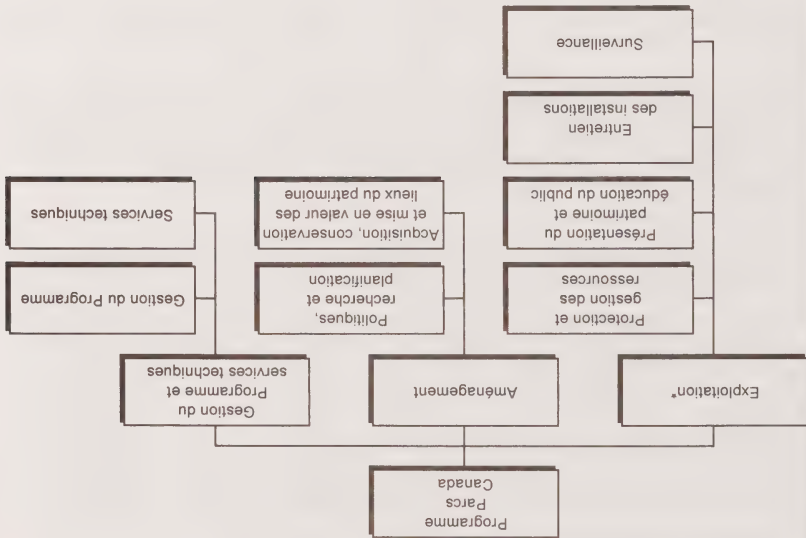 Programme
Parcs
Canada
Exploitation*
Aménagement
Gestion du
Programme et
services techniques
Protection et
gestion des
ressources
Politiques,
recherche et
planification
Gestion du Programme
Présentation du
patrimoine et
éducation du public
Acquisition, conservation
et mise en valeur des
lieux du patrimoine
Services techniques
Entretien
des installations
Surveillance